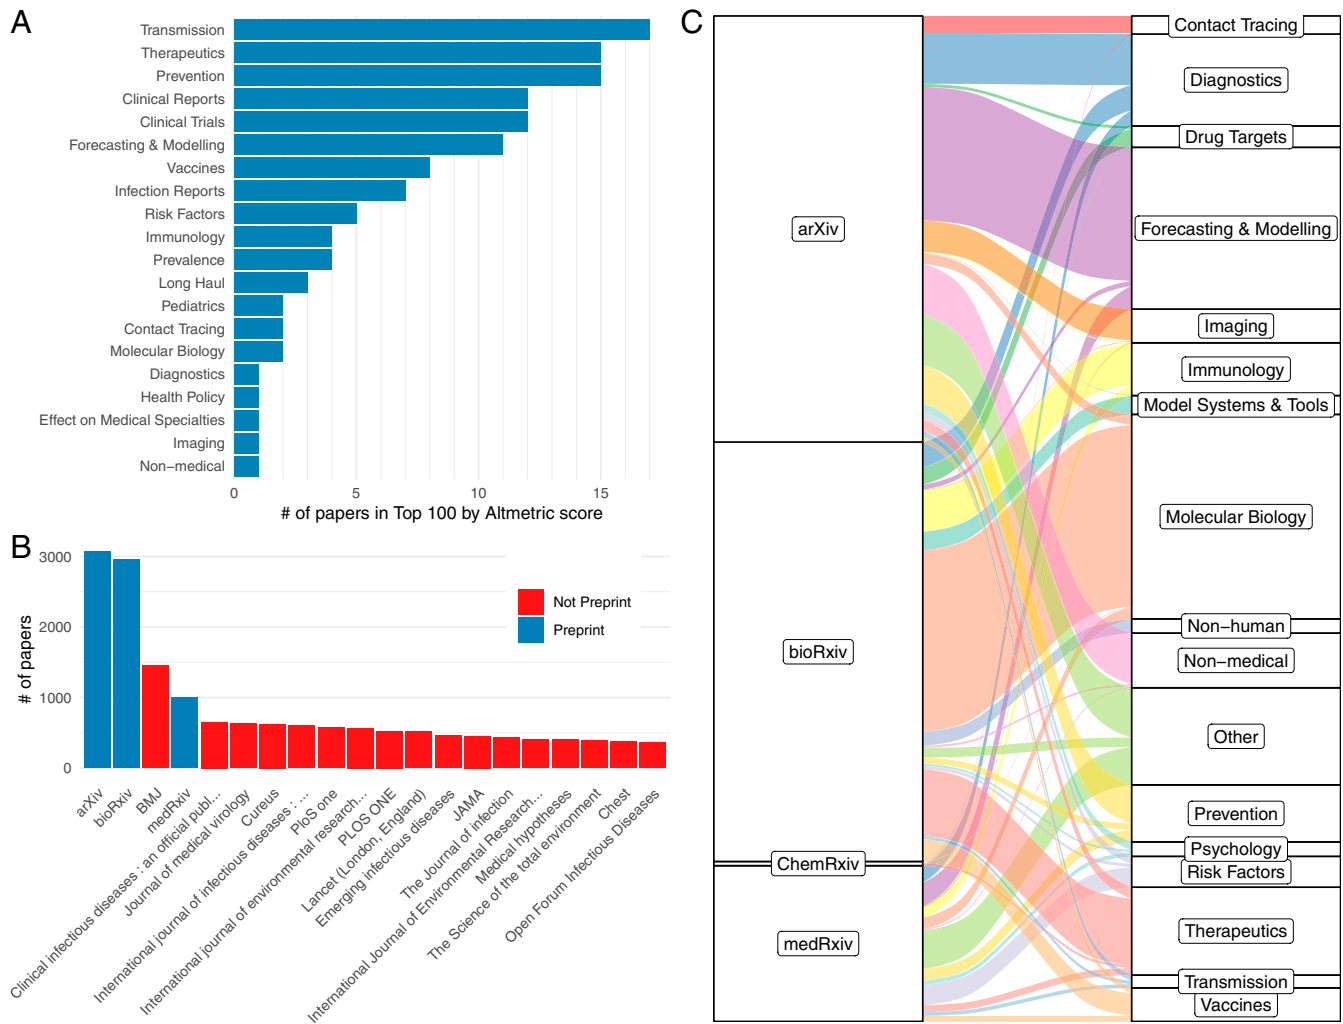 A
Transmission
Therapeutics
Prevention
Clinical Reports
Clinical Trials
Forecasting & Modelling
Vaccines
Infection Reports
Risk Factors
Immunology
Prevalence
Long Haul
Pediatrics
Contact Tracing
Molecular Biology
Diagnostics
Health Policy
Effect on Medical Specialties
Imaging
Non−medical
0 5 10 15
# of papers in Top 100 by Altmetric score
B
# of papers
3000
2000
1000
0
Not Preprint
Preprint
arXiv
bioRxiv
BMJ
medRxiv
Clinical infectious diseases : an official publ...
Journal of medical virology
Cureus
International journal of infectious diseases : ...
PloS one
International journal of environmental research...
PLOS ONE
Lancet (London, England)
Emerging infectious diseases
JAMA
The Journal of infection
International Journal of Environmental Research...
Medical hypotheses
The Science of the total environment
Chest
Open Forum Infectious Diseases
C
arXiv
bioRxiv
ChemRxiv
medRxiv
Contact Tracing
Diagnostics
Drug Targets
Forecasting & Modelling
Imaging
Immunology
Model Systems & Tools
Molecular Biology
Non−human
Non−medical
Other
Prevention
Psychology
Risk Factors
Therapeutics
Transmission
Vaccines